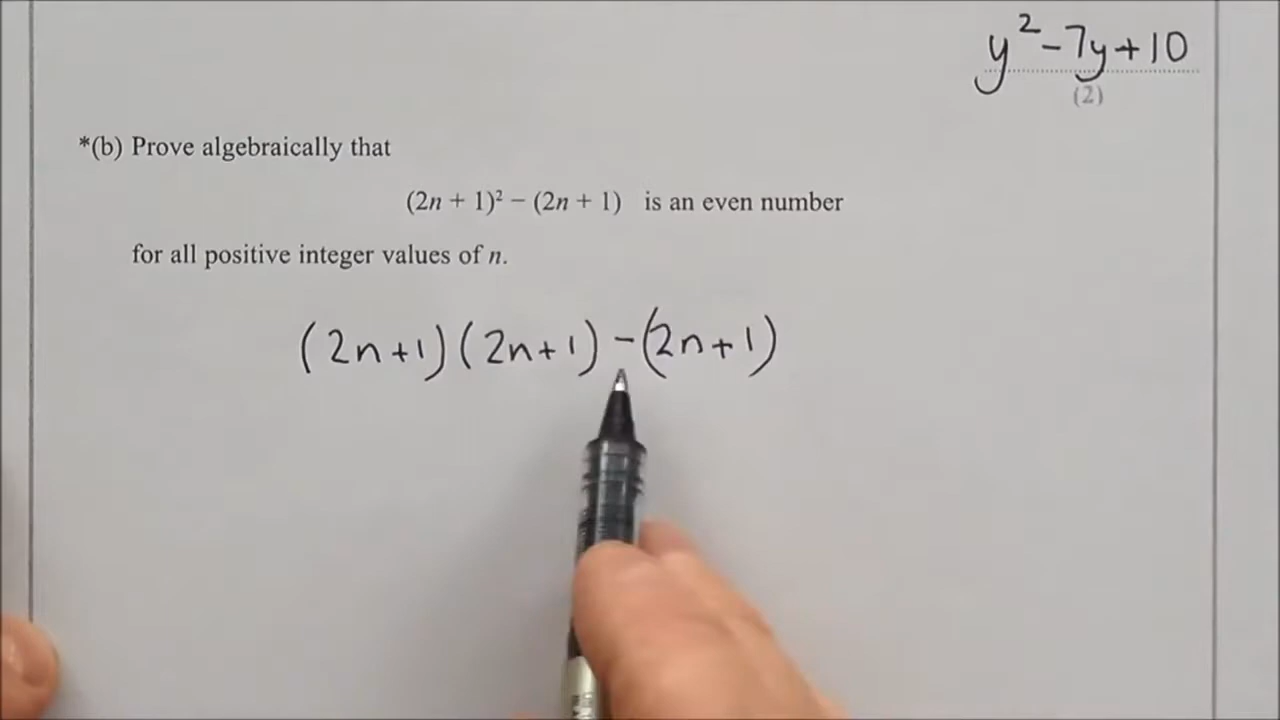 y² - 7y + 10
(2)
*(b) Prove algebraically that
(2n + 1)² − (2n + 1) is an even number
for all positive integer values of n.
(2n+1)(2n+1) - (2n+1)